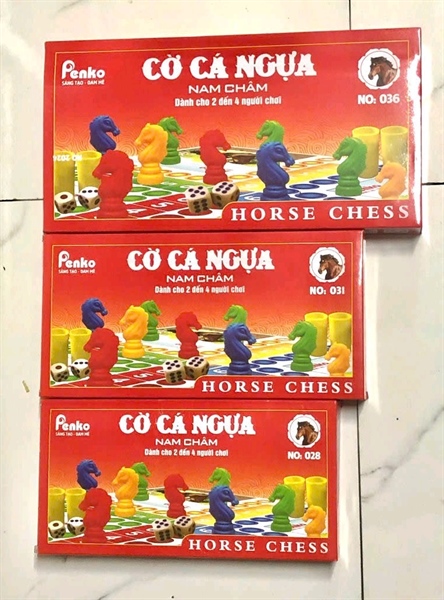 Penko
SÁNG TẠO - ĐAM MÊ
CỜ CÁ NGỰA
NAM CHÂM
Dành cho 2 đến 4 người chơi
NO: 036
HORSE CHESS
Penko
SÁNG TẠO - ĐAM MÊ
CỜ CÁ NGỰA
NAM CHÂM
Dành cho 2 đến 4 người chơi
NO: 031
HORSE CHESS
Penko
SÁNG TẠO - ĐAM MÊ
CỜ CÁ NGỰA
NAM CHÂM
Dành cho 2 đến 4 người chơi
NO: 028
HORSE CHESS